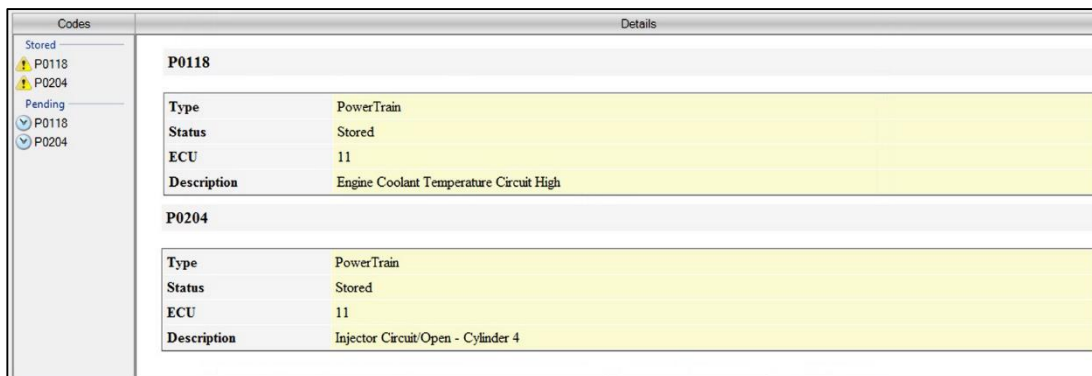 Codes Details
Stored
P0118
P0204
Pending
P0118
P0204
P0118
Type PowerTrain
Status Stored
ECU 11
Description Engine Coolant Temperature Circuit High
P0204
Type PowerTrain
Status Stored
ECU 11
Description Injector Circuit/Open - Cylinder 4